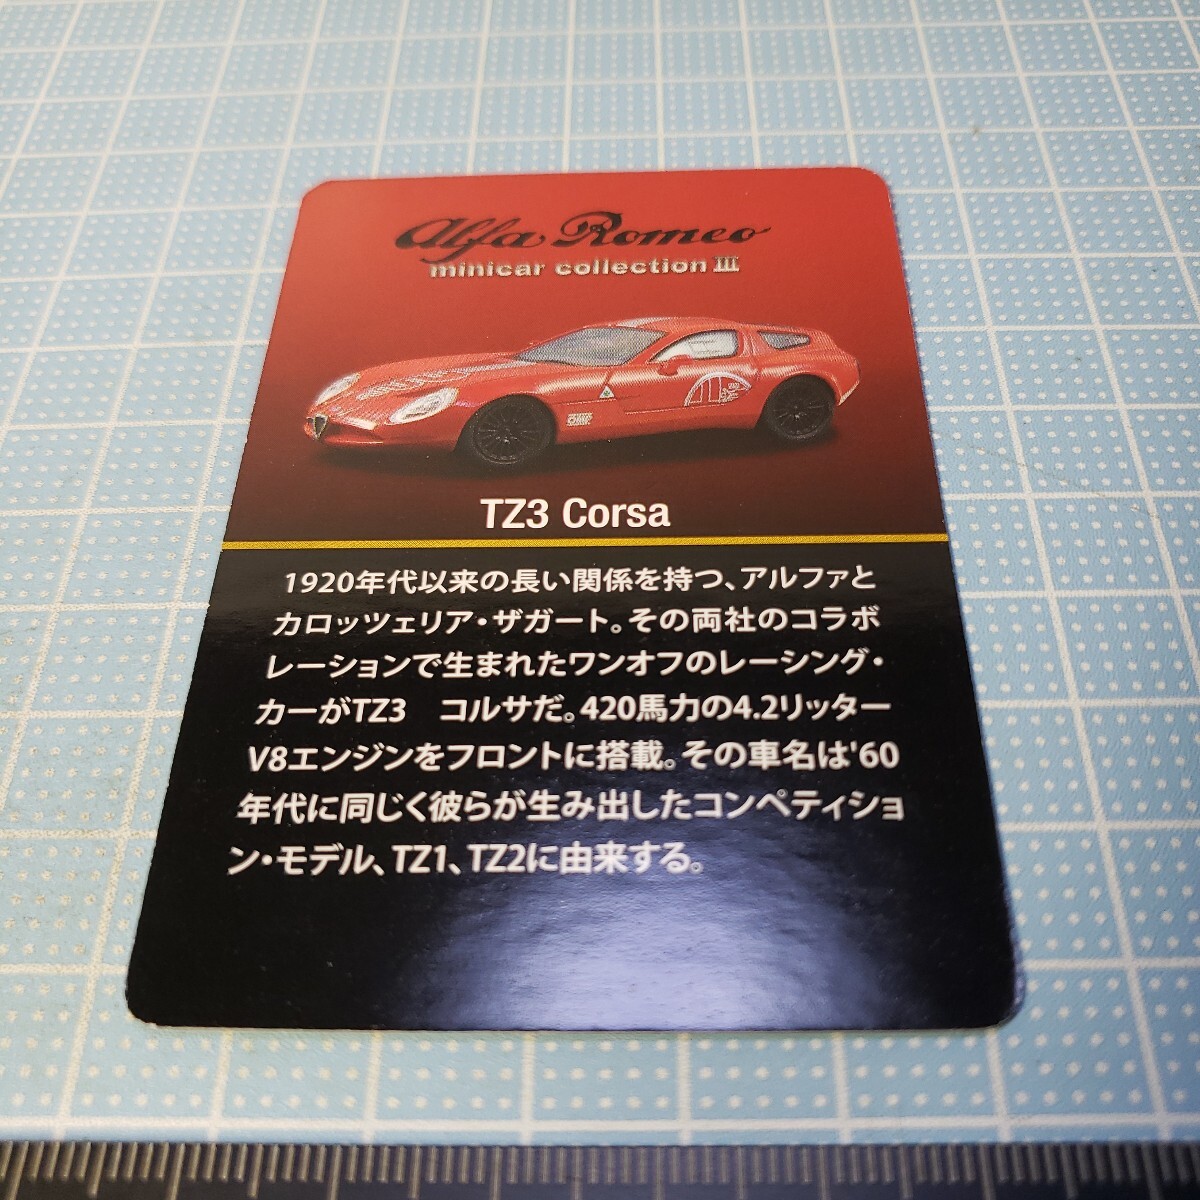 Alfa Romeo
minicar collection III
TZ3 Corsa
1920年代以来の長い関係を持つ、アルファと
カロッツェリア・ザガート。その両社のコラボ
レーションで生まれたワンオフのレーシング・
カーがTZ3　コルサだ。420馬力の4.2リッター
V8エンジンをフロントに搭載。その車名は'60
年代に同じく彼らが生み出したコンペティショ
ン・モデル、TZ1、TZ2に由来する。